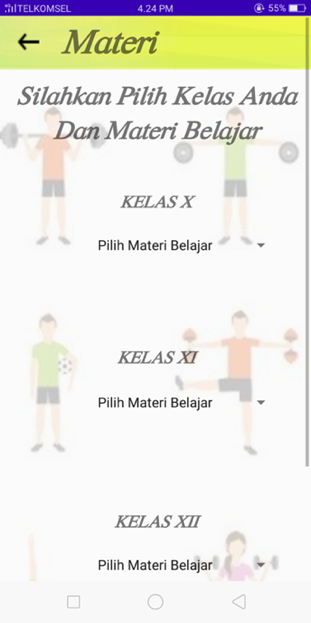 TELKOMSEL 4.24 PM 55%
Materi
Silahkan Pilih Kelas Anda
Dan Materi Belajar
KELAS X
Pilih Materi Belajar
KELAS XI
Pilih Materi Belajar
KELAS XII
Pilih Materi Belajar